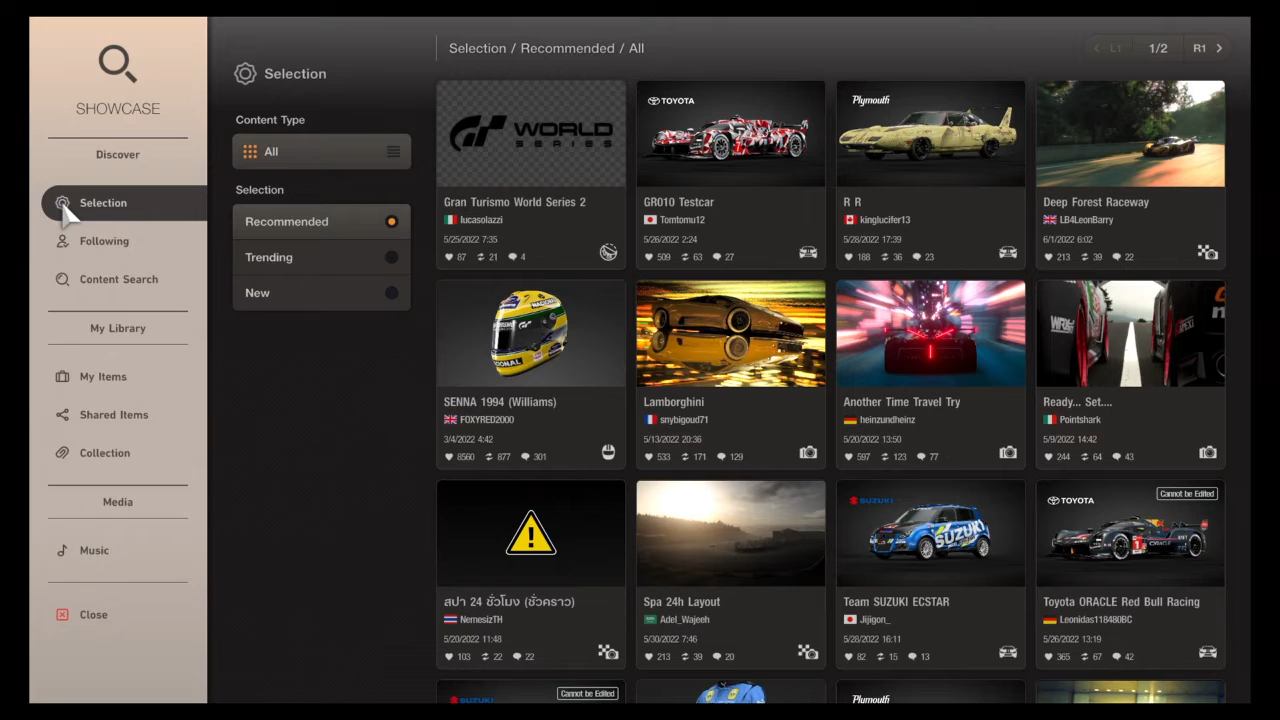 SHOWCASE
Discover
Selection
Following
Content Search
My Library
My Items
Shared Items
Collection
Media
Music
Close
Selection
Content Type
All
Selection
Recommended
Trending
New
Selection / Recommended / All
L1 1/2 R1
GT WORLD SERIES
Gran Turismo World Series 2
lucasolazzi
5/25/2022 7:35
87 21 4
TOYOTA
GR010 Testcar
Tomtomu12
5/26/2022 2:24
509 63 27
Plymouth
R R
kinglucifer13
5/28/2022 17:39
188 36 23
Deep Forest Raceway
LB4LeonBarry
6/1/2022 6:02
213 39 22
SENNA 1994 (Williams)
FOXYRED2000
3/4/2022 4:42
8560 877 301
Lamborghini
snybigoud71
5/13/2022 20:36
533 171 129
Another Time Travel Try
heinzundheinz
5/20/2022 13:50
597 123 77
Ready... Set....
Pointshark
5/9/2022 14:42
244 64 43
สปา 24 ชั่วโมง (ชั่วคราว)
NemesizTH
5/20/2022 11:48
103 22 22
Spa 24h Layout
Adel_Wajeeh
5/30/2022 7:46
213 39 20
SUZUKI
SUZUKI
Team SUZUKI ECSTAR
Jijigon_
5/28/2022 16:11
82 15 13
Cannot be Edited
TOYOTA
Toyota ORACLE Red Bull Racing
Leonidas118480BC
5/26/2022 13:19
365 67 42
Cannot be Edited
SUZUKI
Plymouth